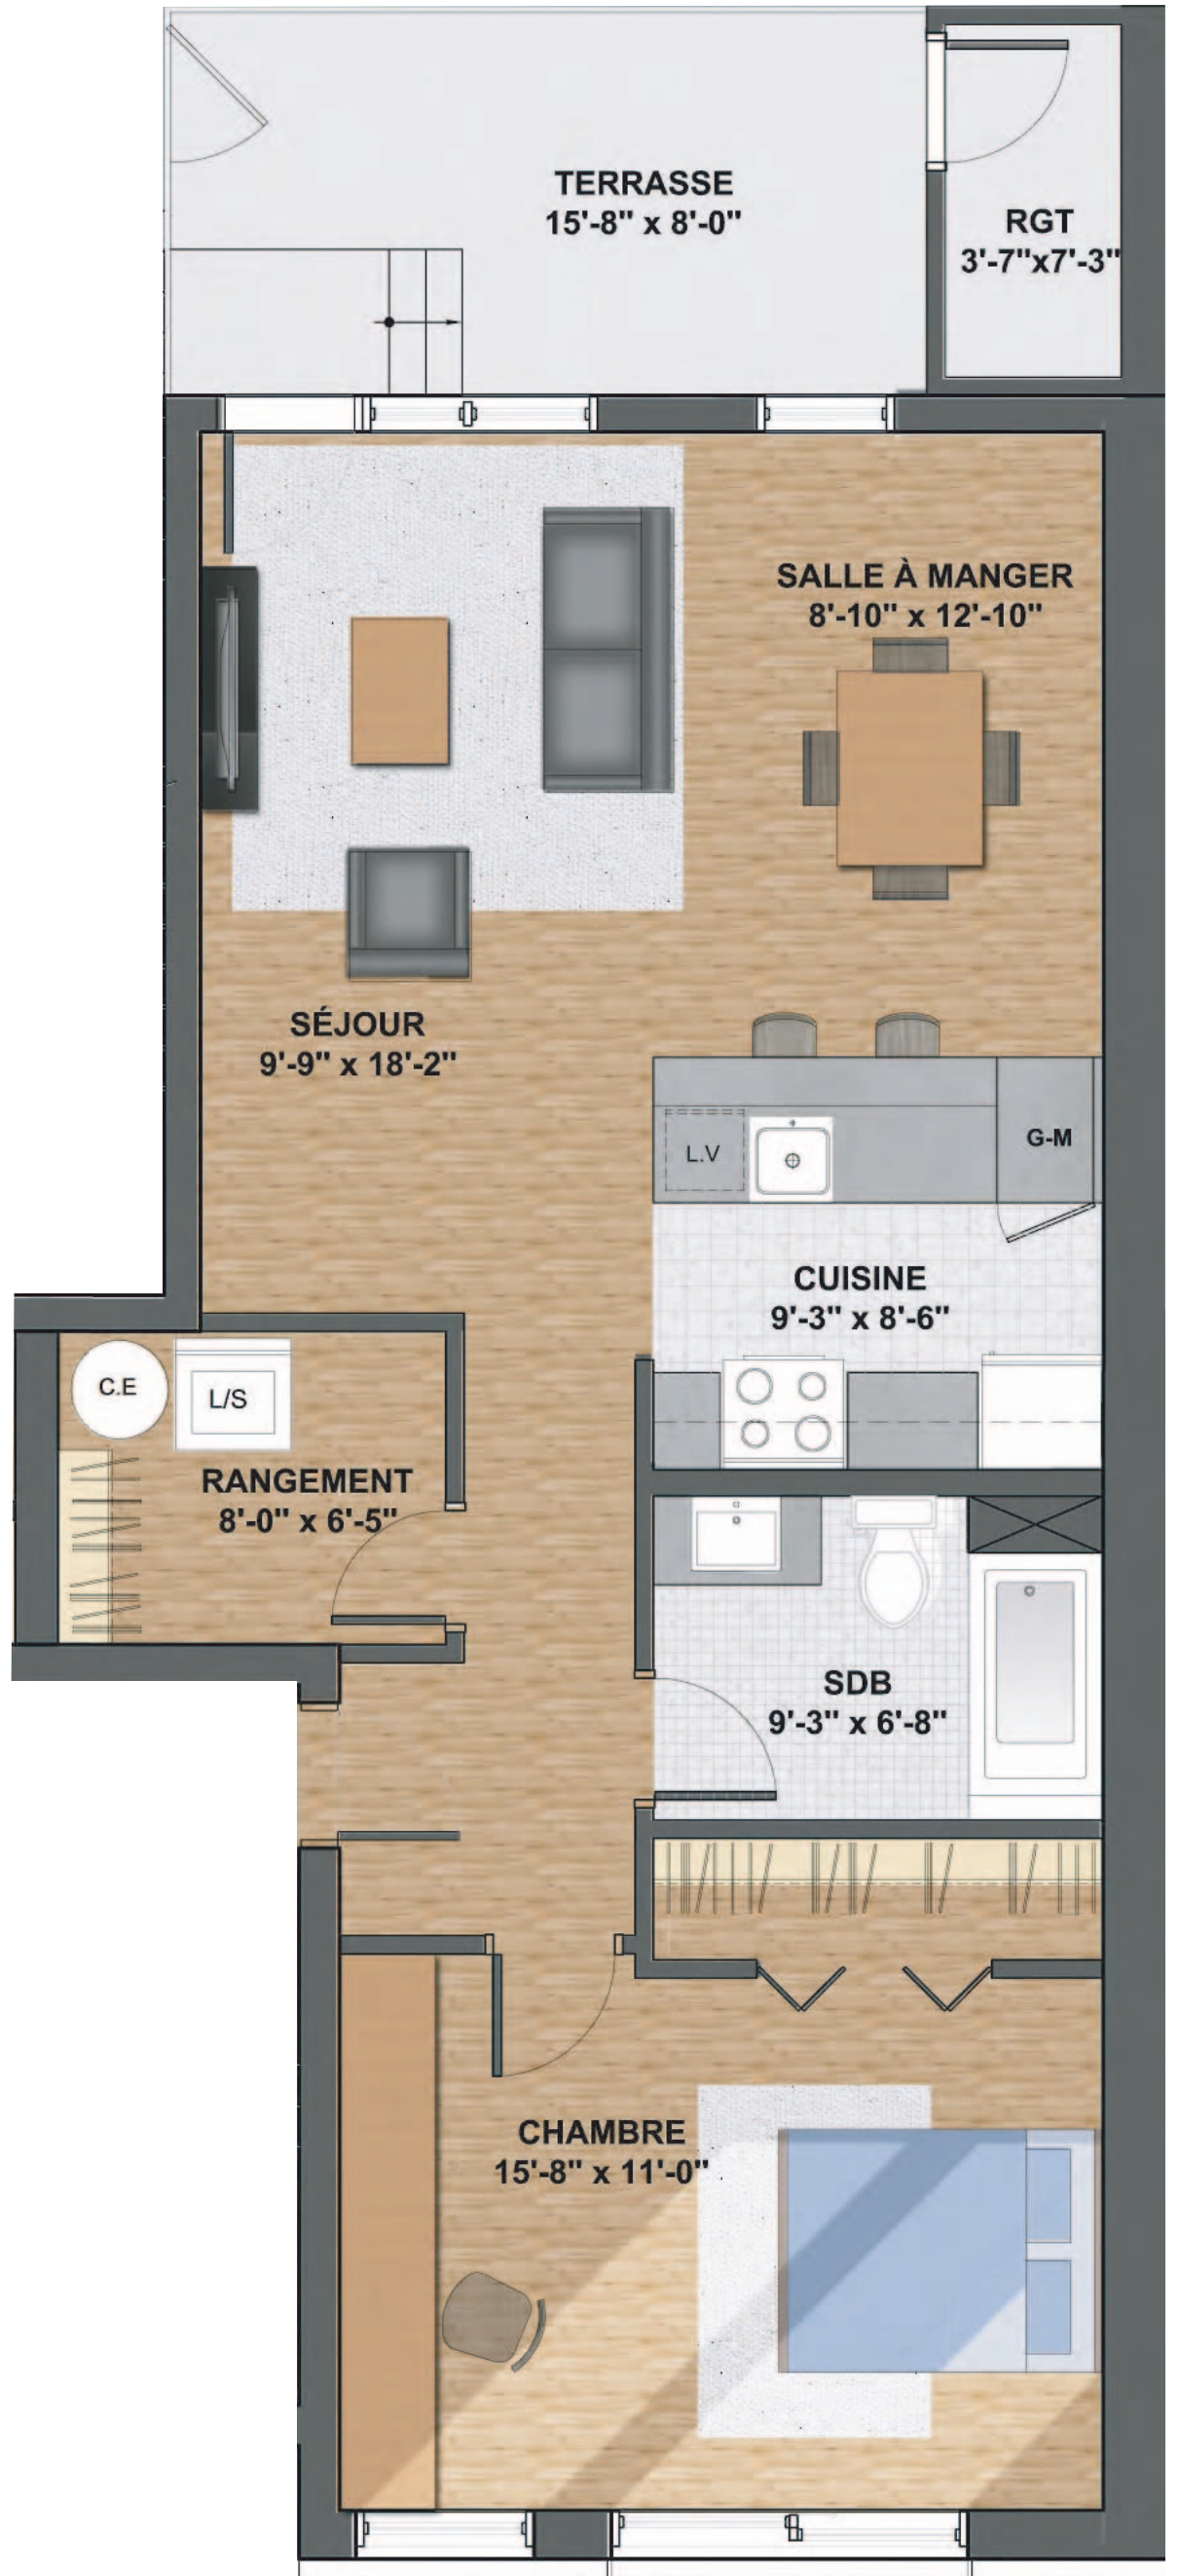 TERRASSE
15'-8" x 8'-0"
RGT
3'-7"x7'-3"
SALLE À MANGER
8'-10" x 12'-10"
SÉJOUR
9'-9" x 18'-2"
L.V
G-M
CUISINE
9'-3" x 8'-6"
C.E
L/S
RANGEMENT
8'-0" x 6'-5"
SDB
9'-3" x 6'-8"
CHAMBRE
15'-8" x 11'-0"